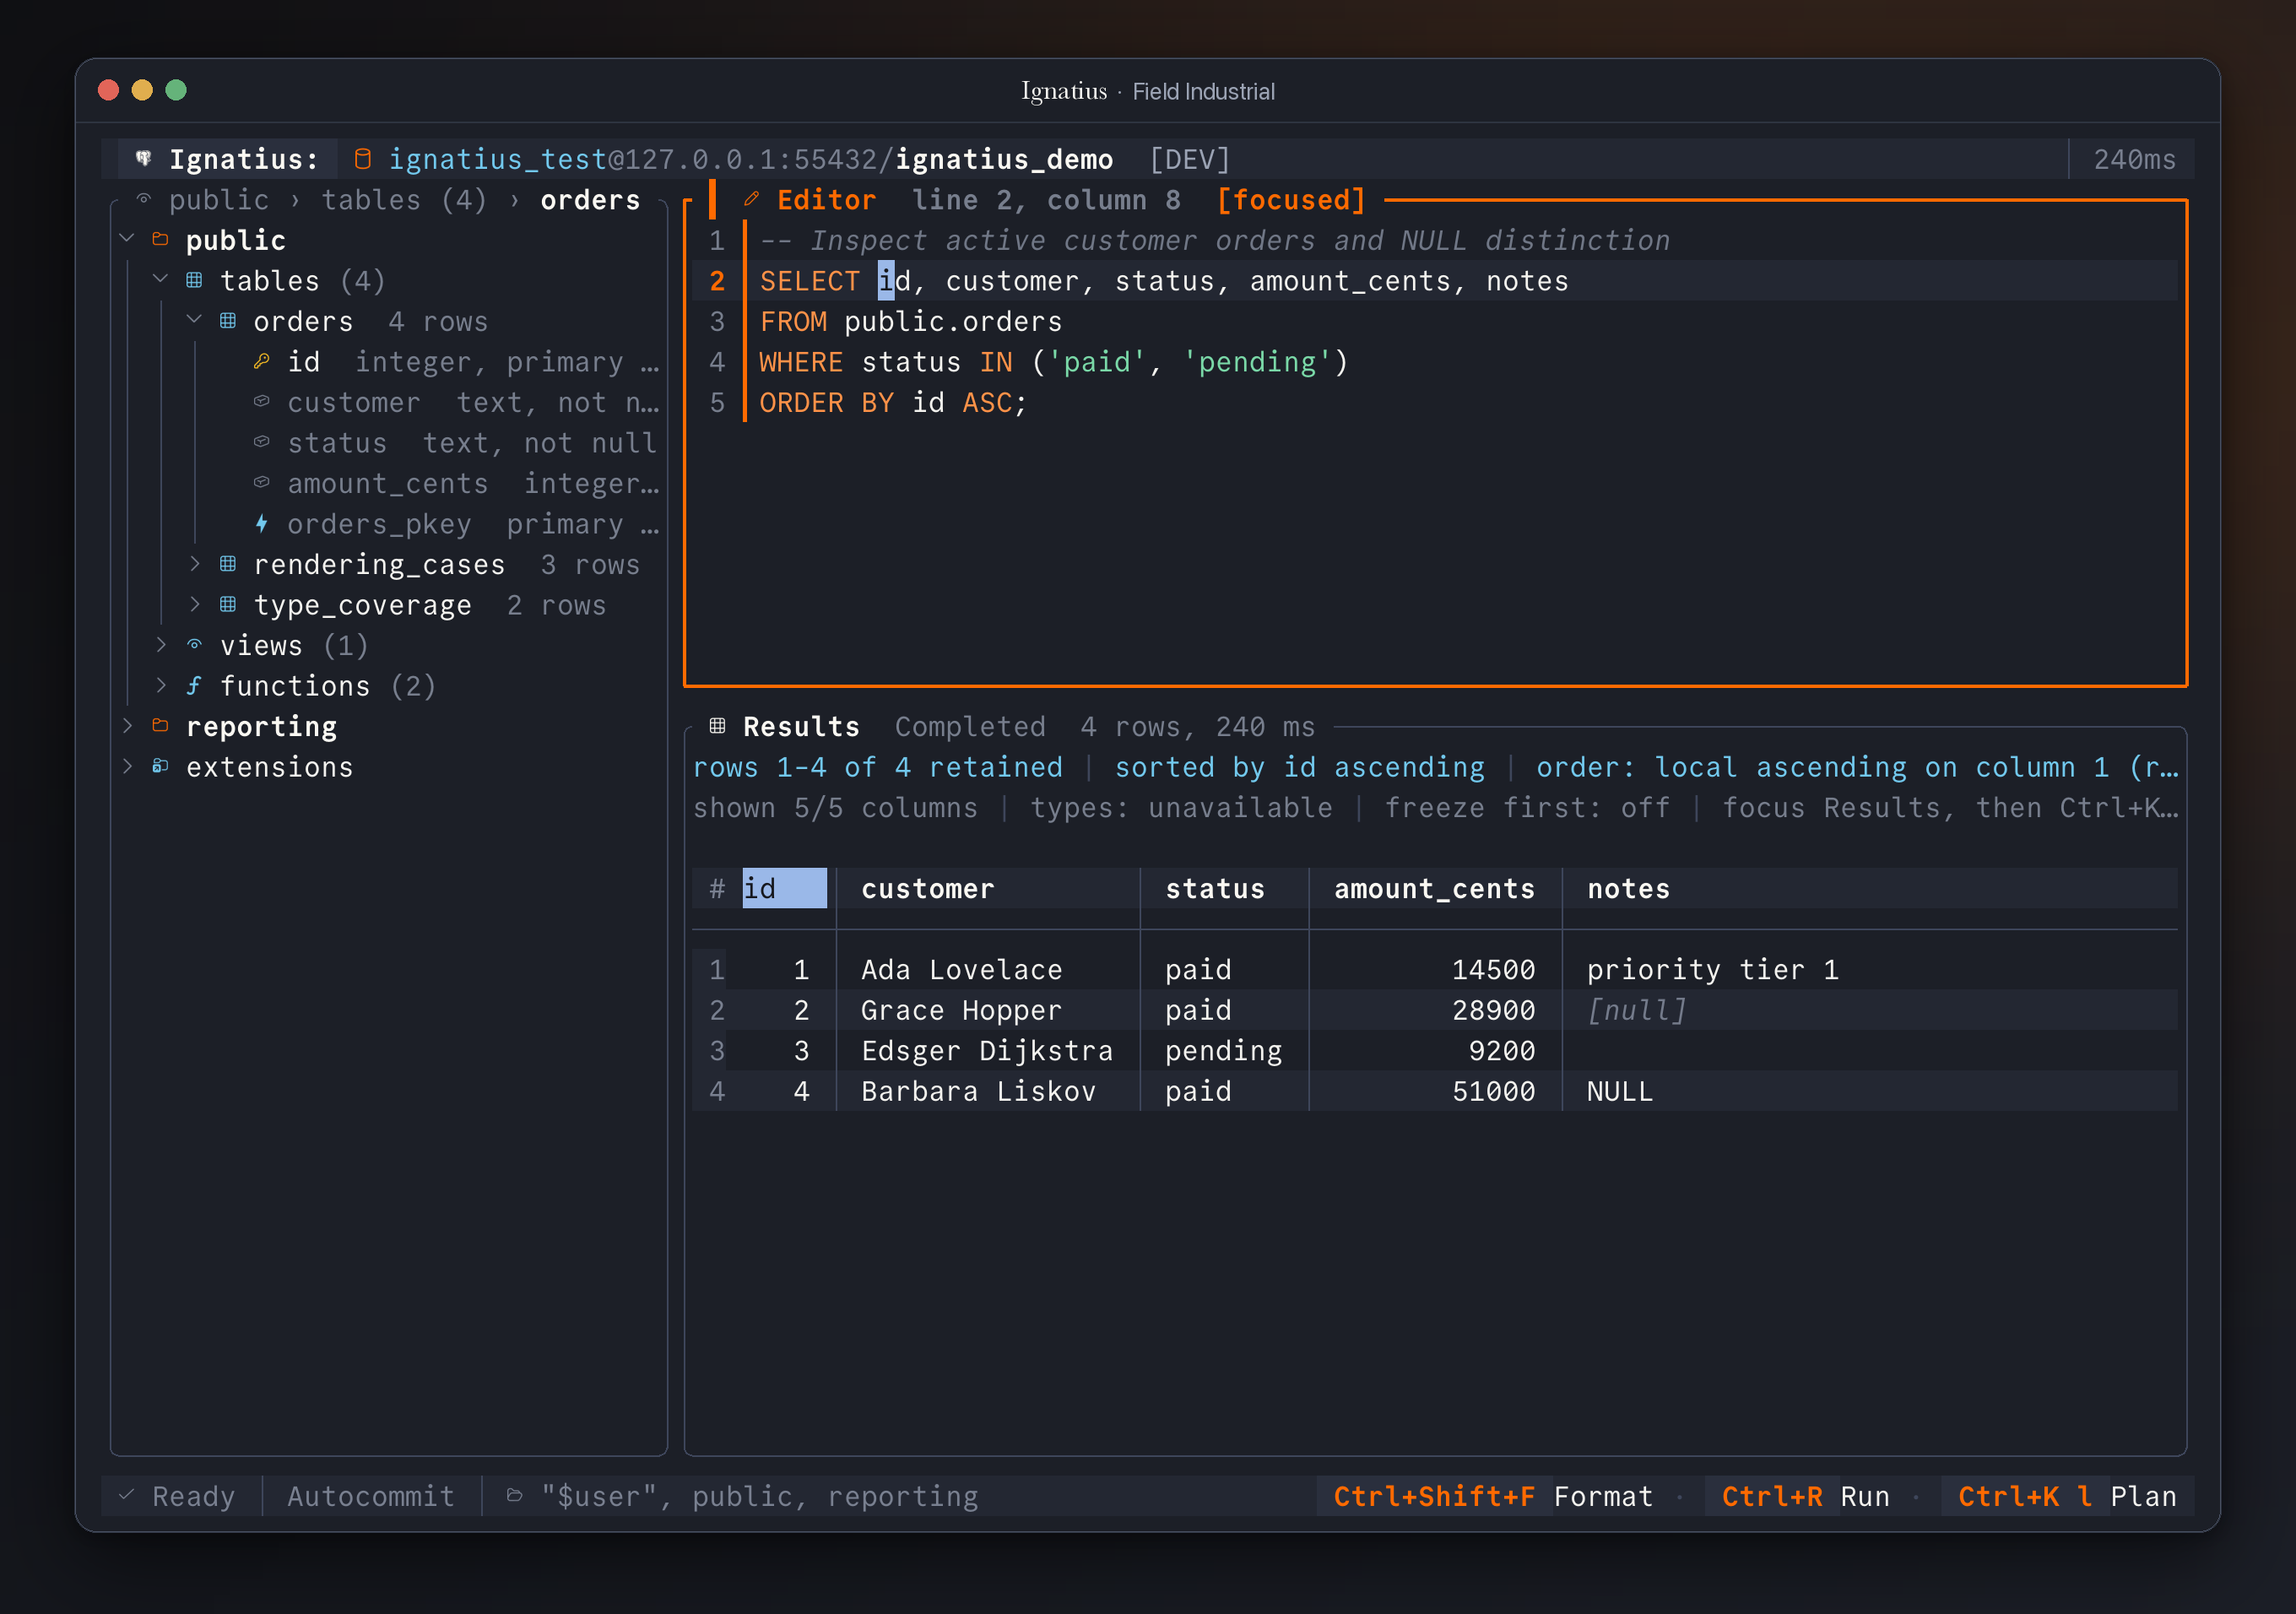 Ignatius · Field Industrial
Ignatius: ignatius_test@127.0.0.1:55432/ignatius_demo [DEV] 240ms
public › tables (4) › orders
public
tables (4)
orders 4 rows
id integer, primary …
customer text, not n…
status text, not null
amount_cents integer…
orders_pkey primary …
rendering_cases 3 rows
type_coverage 2 rows
views (1)
functions (2)
reporting
extensions
Editor line 2, column 8 [focused]
1 -- Inspect active customer orders and NULL distinction
2 SELECT id, customer, status, amount_cents, notes
3 FROM public.orders
4 WHERE status IN ('paid', 'pending')
5 ORDER BY id ASC;
Results Completed 4 rows, 240 ms
rows 1–4 of 4 retained | sorted by id ascending | order: local ascending on column 1 (r…
shown 5/5 columns | types: unavailable | freeze first: off | focus Results, then Ctrl+K…
# id customer status amount_cents notes
1 1 Ada Lovelace paid 14500 priority tier 1
2 2 Grace Hopper paid 28900 [null]
3 3 Edsger Dijkstra pending 9200
4 4 Barbara Liskov paid 51000 NULL
Ready Autocommit "$user", public, reporting Ctrl+Shift+F Format · Ctrl+R Run · Ctrl+K l Plan